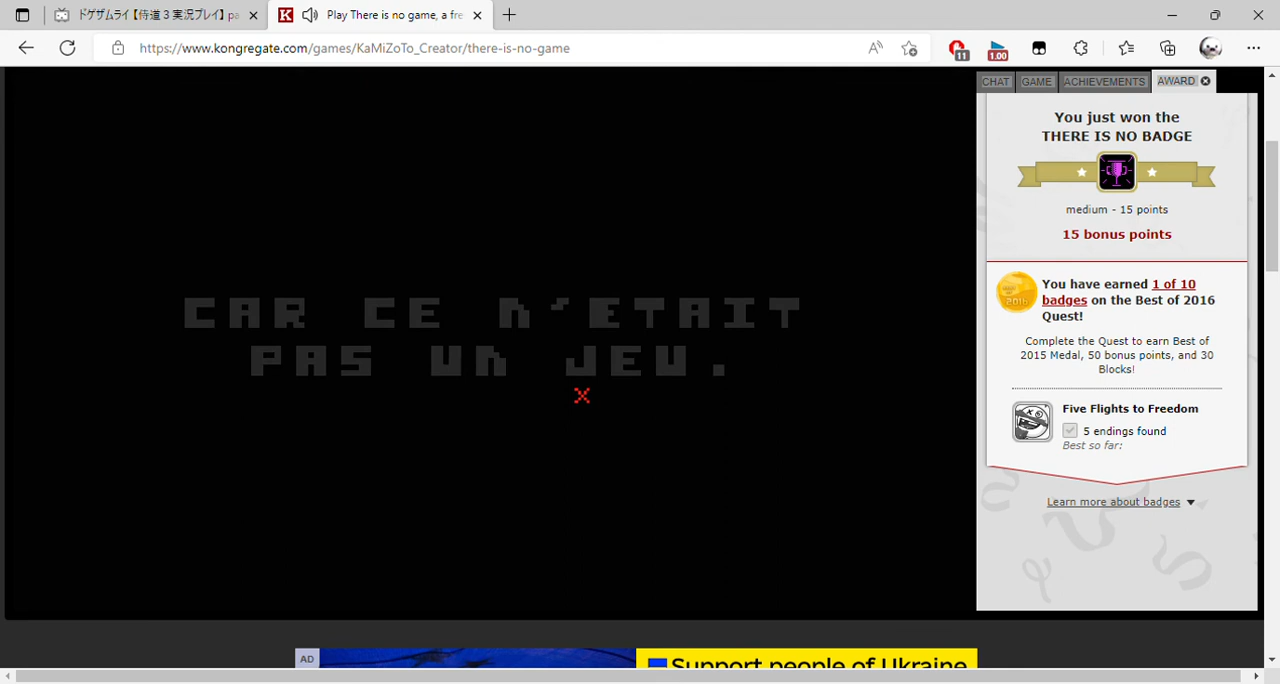 ドゲザムライ【侍道３実況プレイ】pa
Play There is no game, a fre
https://www.kongregate.com/games/KaMiZoTo_Creator/there-is-no-game
11
1.00
CHAT GAME ACHIEVEMENTS AWARD
You just won the
THERE IS NO BADGE
medium - 15 points
15 bonus points
2016
You have earned 1 of 10
badges on the Best of 2016
Quest!
Complete the Quest to earn Best of
2015 Medal, 50 bonus points, and 30
Blocks!
Five Flights to Freedom
5 endings found
Best so far:
Learn more about badges
CAR CE N'ETAIT
PAS UN JEU.
AD
Support people of Ukraine